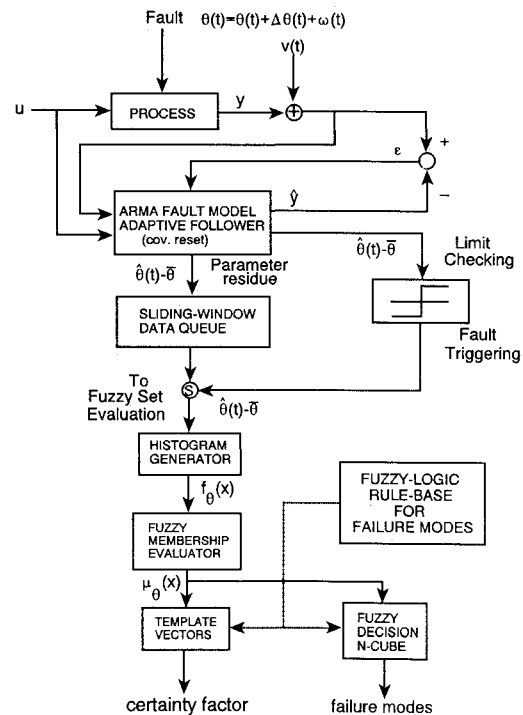 Fault
θ(t)=θ(t)+Δθ(t)+ω(t)
v(t)
u
PROCESS
y
+
+
ε
ŷ
−
ARMA FAULT MODEL
ADAPTIVE FOLLOWER
(cov. reset)
θ̂(t)-θ̅
Parameter
residue
θ̂(t)-θ̅
Limit
Checking
SLIDING-WINDOW
DATA QUEUE
Fault
Triggering
To
Fuzzy Set
Evaluation
S
θ̂(t)-θ̅
HISTOGRAM
GENERATOR
f_θ(x)
FUZZY-LOGIC
RULE-BASE
FOR
FAILURE MODES
FUZZY
MEMBERSHIP
EVALUATOR
μ_θ(x)
TEMPLATE
VECTORS
FUZZY
DECISION
N-CUBE
certainty factor
failure modes